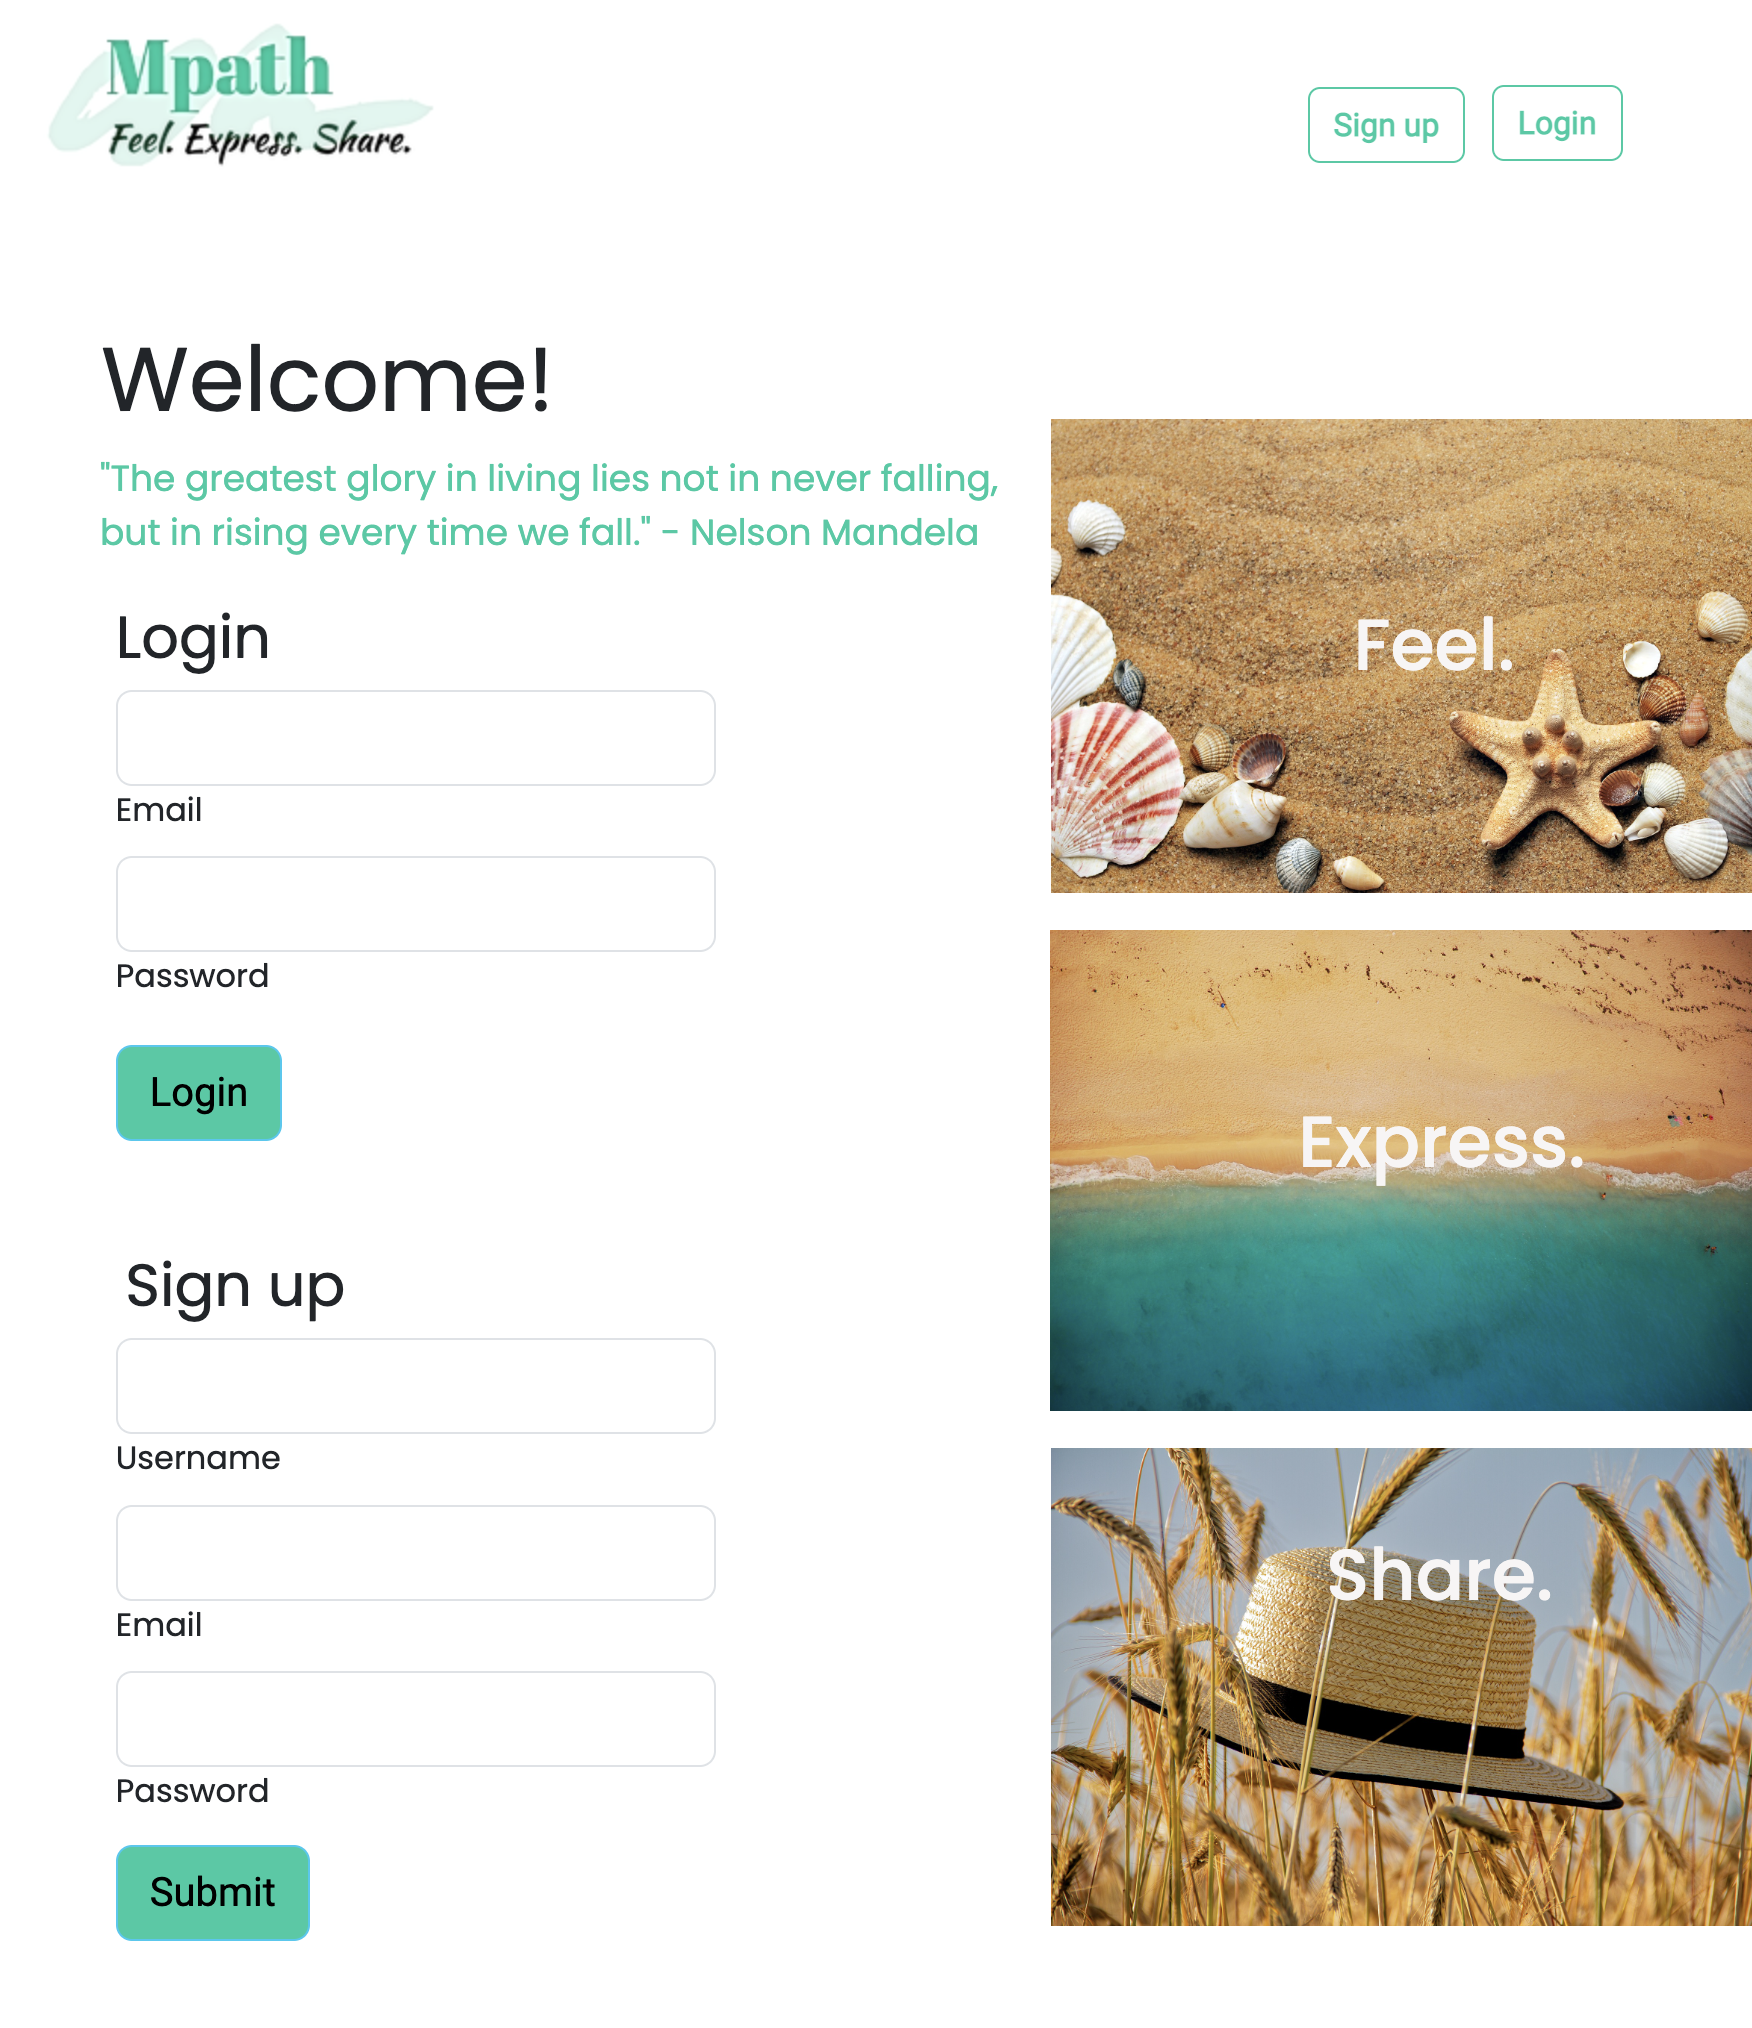 Mpath
Feel. Express. Share.
Sign up
Login
Welcome!
"The greatest glory in living lies not in never falling,
but in rising every time we fall." - Nelson Mandela
Login
Email
Password
Login
Sign up
Username
Email
Password
Submit
Feel.
Express.
Share.